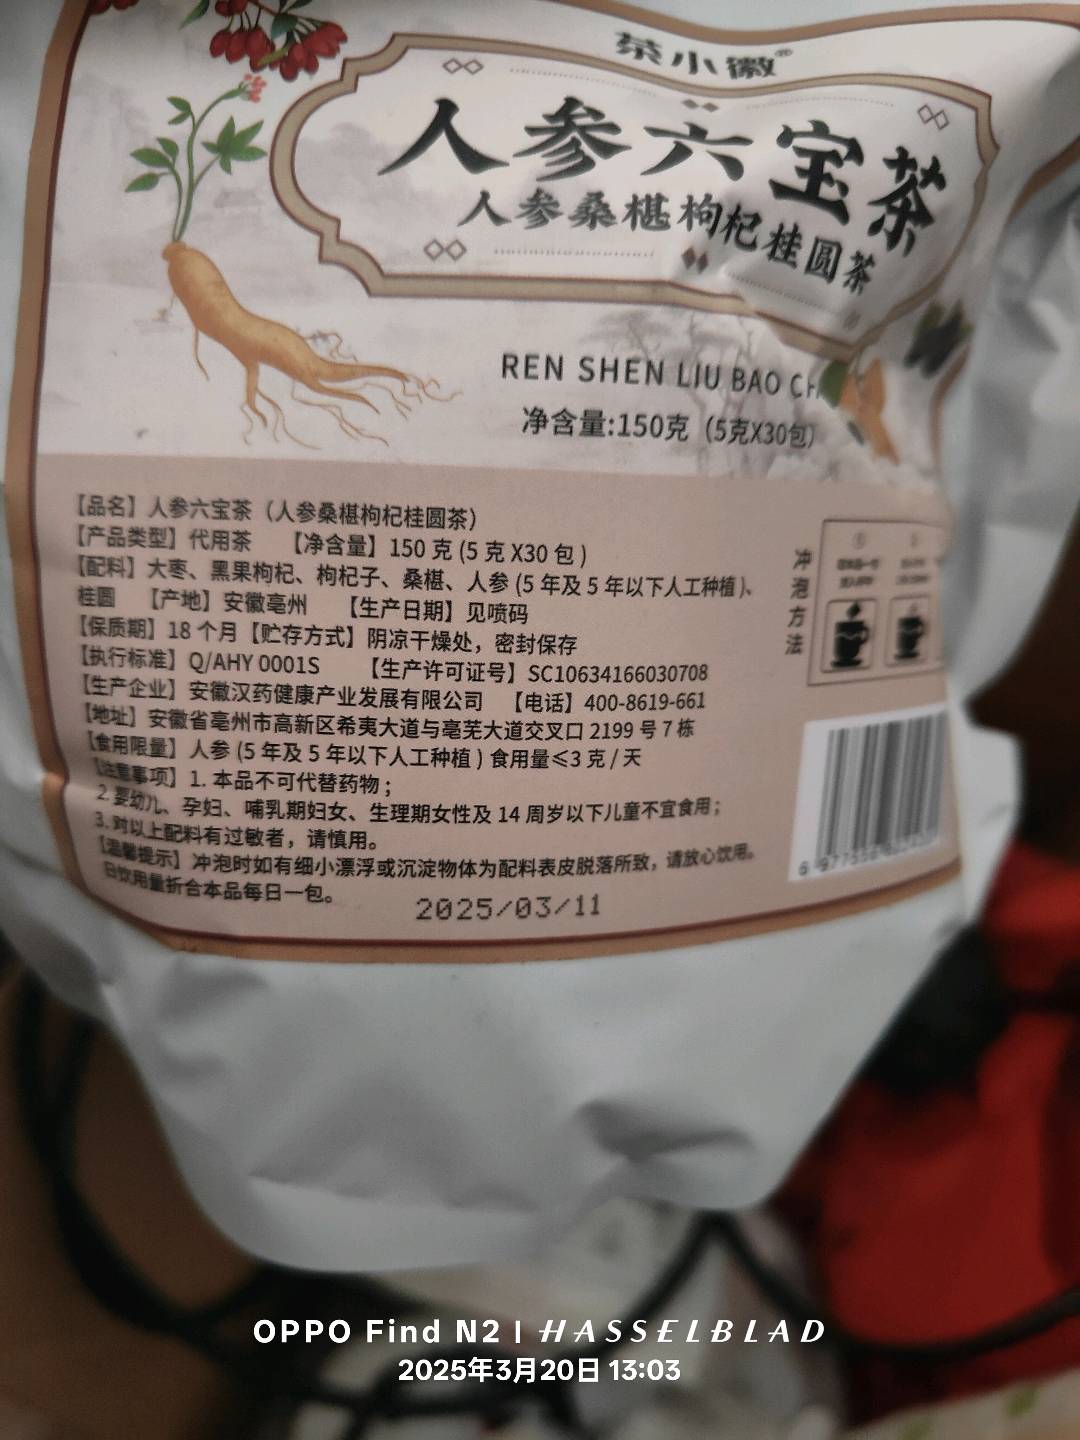 茶小徽®
人参六宝茶
人参桑椹枸杞桂圆茶
REN SHEN LIU BAO
净含量:150克（5克X30包）
【品名】人参六宝茶（人参桑椹枸杞桂圆茶）
【产品类型】代用茶 【净含量】150 克 (5 克 X30 包 )
【配料】大枣、黑果枸杞、枸杞子、桑椹、人参 (5 年及 5 年以下人工种植 )、
桂圆 【产地】安徽亳州 【生产日期】见喷码
【保质期】18 个月【贮存方式】阴凉干燥处，密封保存
【执行标准】Q/AHY 0001S 【生产许可证号】SC10634166030708
【生产企业】安徽汉药健康产业发展有限公司 【电话】400-8619-661
【地址】安徽省亳州市高新区希夷大道与亳芜大道交叉口 2199 号 7 栋
【食用限量】人参 (5 年及 5 年以下人工种植 ) 食用量≤3 克 / 天
【注意事项】1. 本品不可代替药物；
2. 婴幼儿、孕妇、哺乳期妇女、生理期女性及 14 周岁以下儿童不宜食用；
3. 对以上配料有过敏者，请慎用。
【温馨提示】冲泡时如有细小漂浮或沉淀物体为配料表皮脱落所致，请放心饮用。
日饮用量折合本品每日一包。
2025/03/11
冲泡方法
OPPO Find N2 | HASSELBLAD
2025年3月20日 13:03